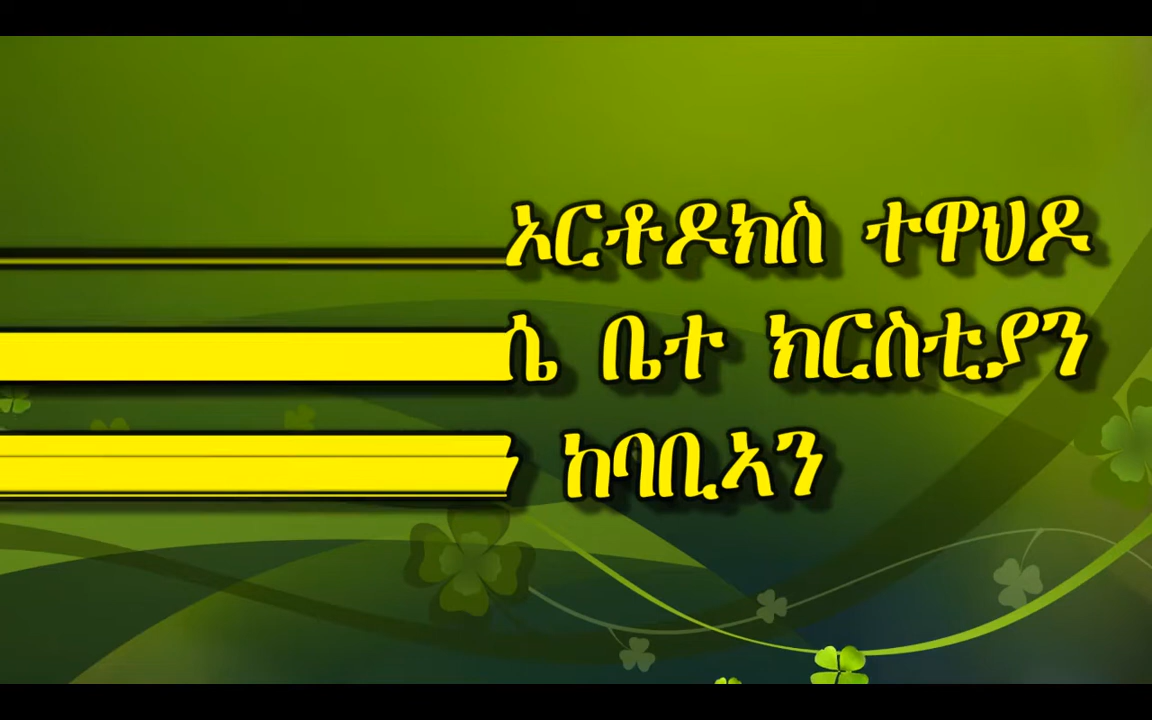 ኦርቶዶክስ ተዋህዶ
ቤተ ክርስቲያን
ከባቢኣን